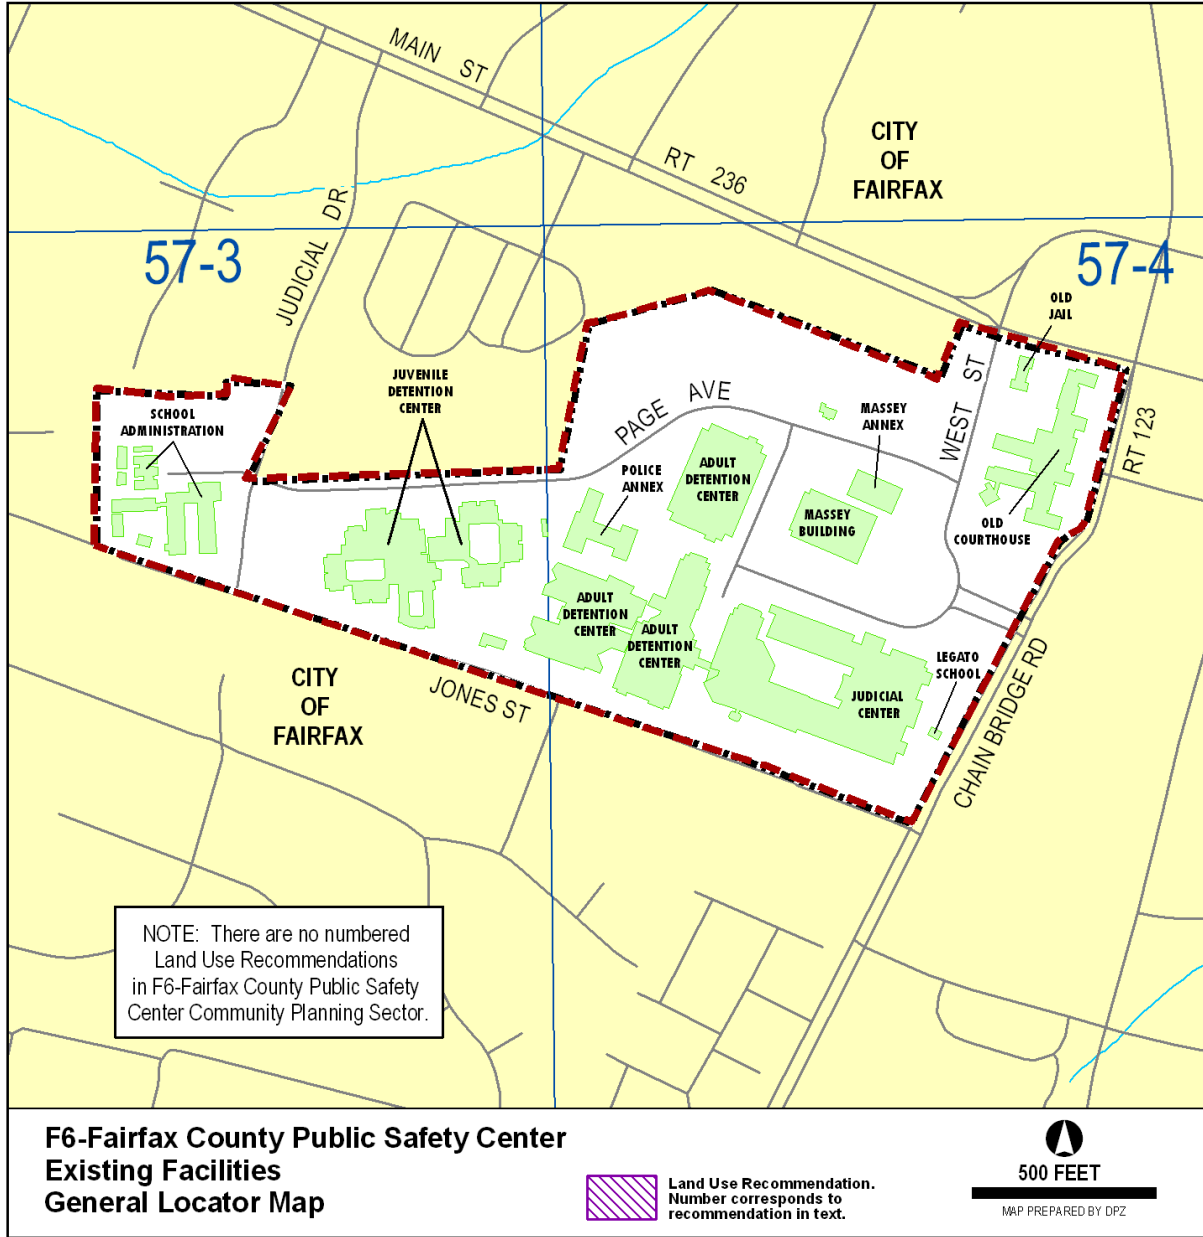 MAIN ST
RT 236
CITY
OF
FAIRFAX
57-3
57-4
JUDICIAL DR
OLD
JAIL
JUVENILE
DETENTION
CENTER
SCHOOL
ADMINISTRATION
PAGE AVE
WEST ST
MASSEY
ANNEX
RT 123
POLICE
ANNEX
ADULT
DETENTION
CENTER
MASSEY
BUILDING
OLD
COURTHOUSE
ADULT
DETENTION
CENTER
ADULT
DETENTION
CENTER
LEGATO
SCHOOL
JUDICIAL
CENTER
CITY
OF
FAIRFAX
JONES ST
CHAIN BRIDGE RD
NOTE: There are no numbered
Land Use Recommendations
in F6-Fairfax County Public Safety
Center Community Planning Sector.
F6-Fairfax County Public Safety Center
Existing Facilities
General Locator Map
Land Use Recommendation.
Number corresponds to
recommendation in text.
500 FEET
MAP PREPARED BY DPZ